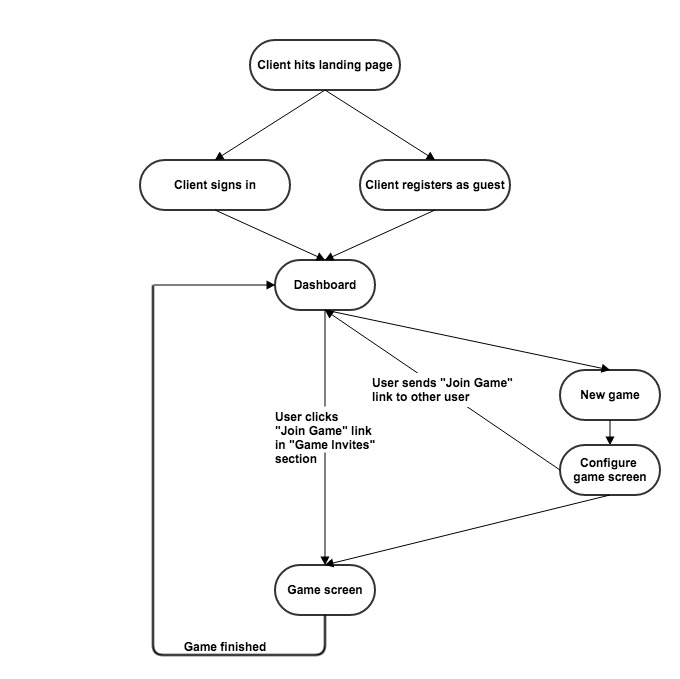 Client hits landing page
Client signs in
Client registers as guest
Dashboard
User sends "Join Game"
link to other user
New game
User clicks
"Join Game" link
in "Game Invites"
section
Configure
game screen
Game screen
Game finished